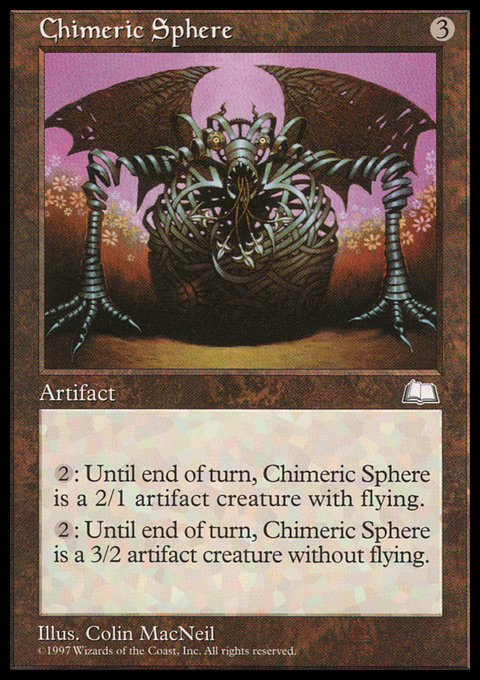 Chimeric Sphere 3
Artifact
2: Until end of turn, Chimeric Sphere
is a 2/1 artifact creature with flying.
2: Until end of turn, Chimeric Sphere
is a 3/2 artifact creature without flying.
Illus. Colin MacNeil
©1997 Wizards of the Coast, Inc. All rights reserved.